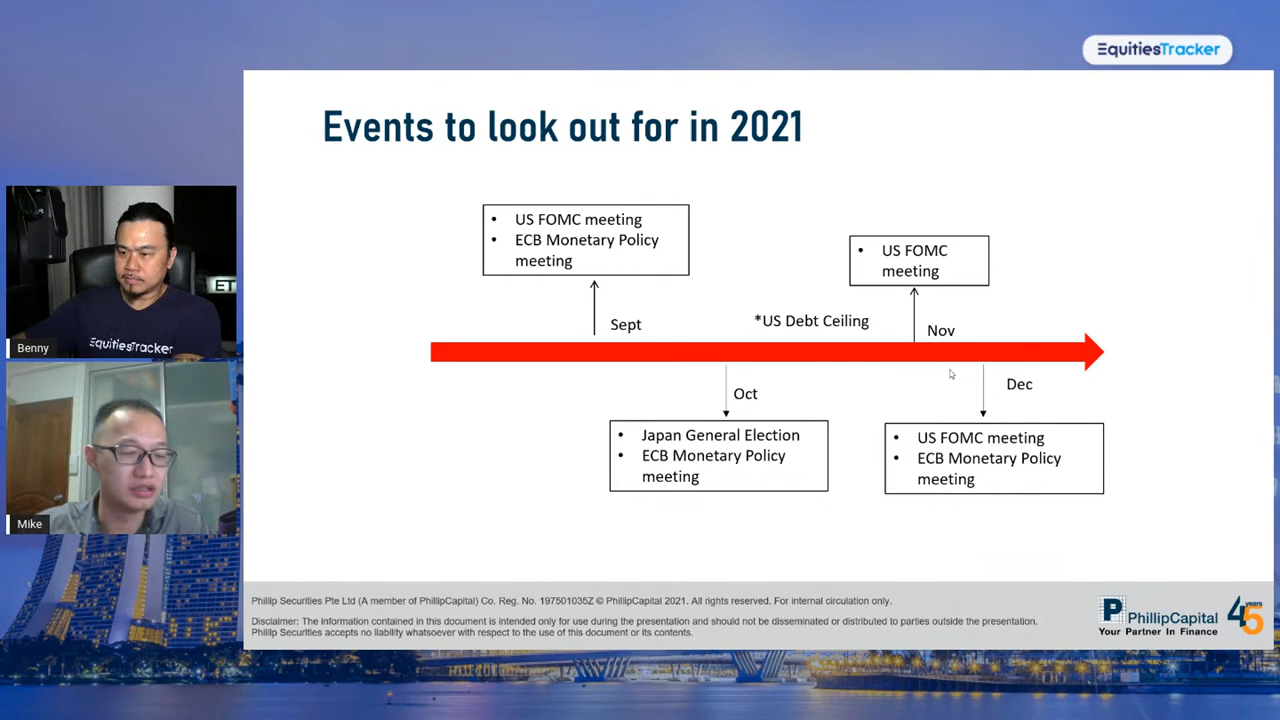 EquitiesTracker
Events to look out for in 2021
• US FOMC meeting
• ECB Monetary Policy
meeting
• US FOMC
meeting
Sept
*US Debt Ceiling
Nov
Oct
Dec
• Japan General Election
• ECB Monetary Policy
meeting
• US FOMC meeting
• ECB Monetary Policy
meeting
ET
EquitiesTracker
Benny
Mike
Phillip Securities Pte Ltd (A member of PhillipCapital) Co. Reg. No. 197501035Z © PhillipCapital 2021. All rights reserved. For internal circulation only.
Disclaimer: The information contained in this document is intended only for use during the presentation and should not be disseminated or distributed to parties outside the presentation.
Phillip Securities accepts no liability whatsoever with respect to the use of this document or its contents.
P
PhillipCapital
Your Partner In Finance
45 years